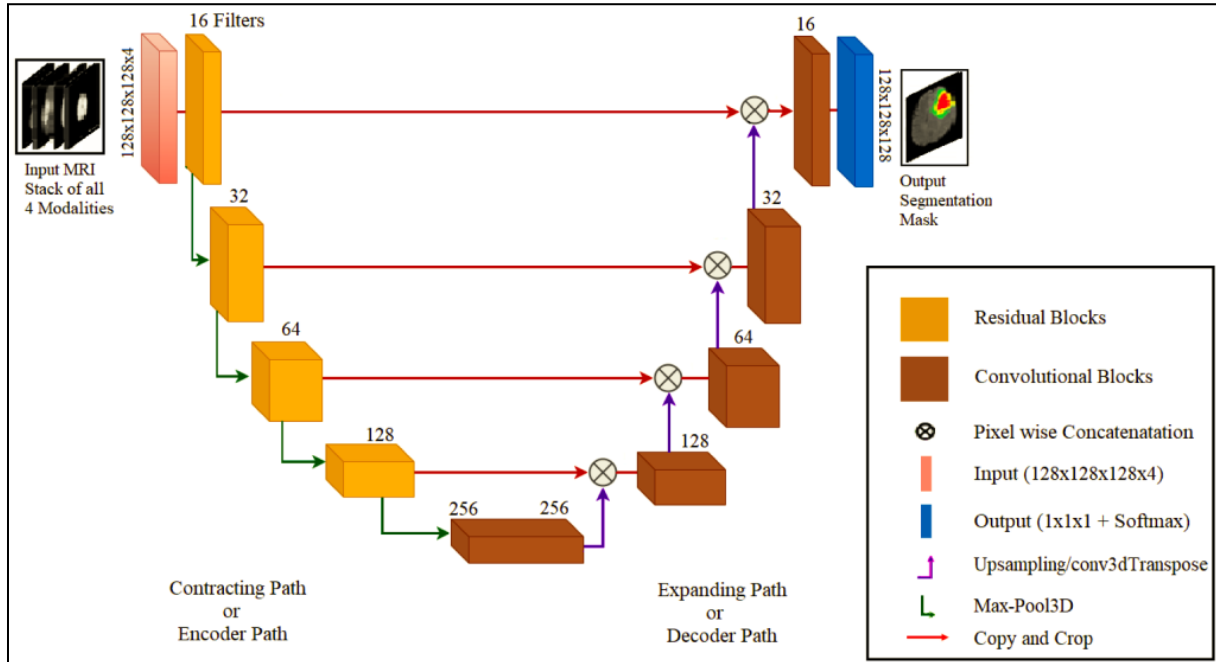 16 Filters
128x128x128x4
Input MRI
Stack of all
4 Modalities
32
64
128
256
256
Contracting Path
or
Encoder Path
16
128x128x128
Output
Segmentation
Mask
32
64
128
Expanding Path
or
Decoder Path
Residual Blocks
Convolutional Blocks
Pixel wise Concatenatation
Input (128x128x128x4)
Output (1x1x1 + Softmax)
Upsampling/conv3dTranspose
Max-Pool3D
Copy and Crop